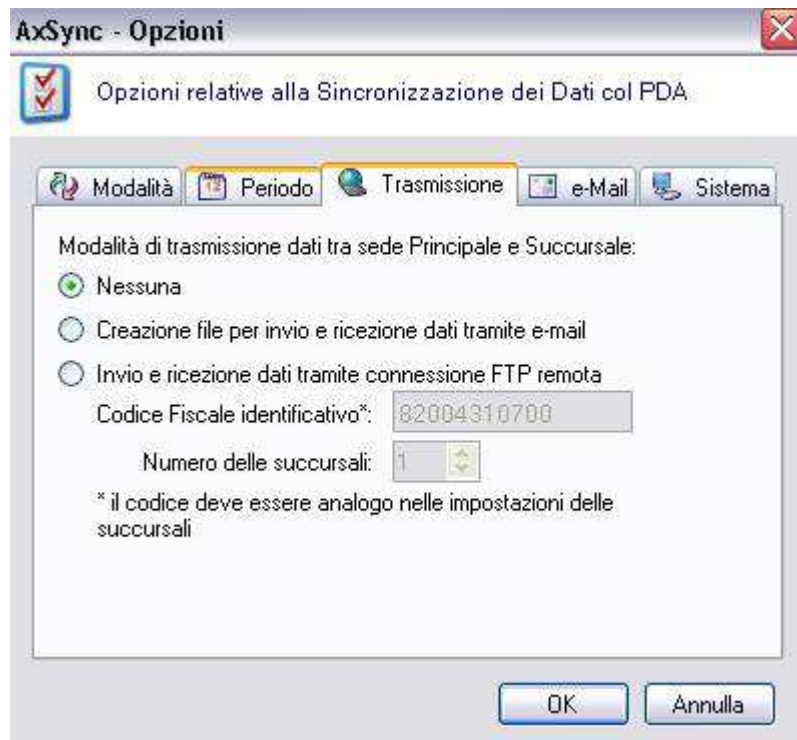 AxSync - Opzioni
Opzioni relative alla Sincronizzazione dei Dati col PDA
Modalità
12
Periodo
Trasmissione
e-Mail
Sistema
Modalità di trasmissione dati tra sede Principale e Succursale:
Nessuna
Creazione file per invio e ricezione dati tramite e-mail
Invio e ricezione dati tramite connessione FTP remota
Codice Fiscale identificativo*: 82004310700
Numero delle succursali: 1
* il codice deve essere analogo nelle impostazioni delle
succursali
OK
Annulla